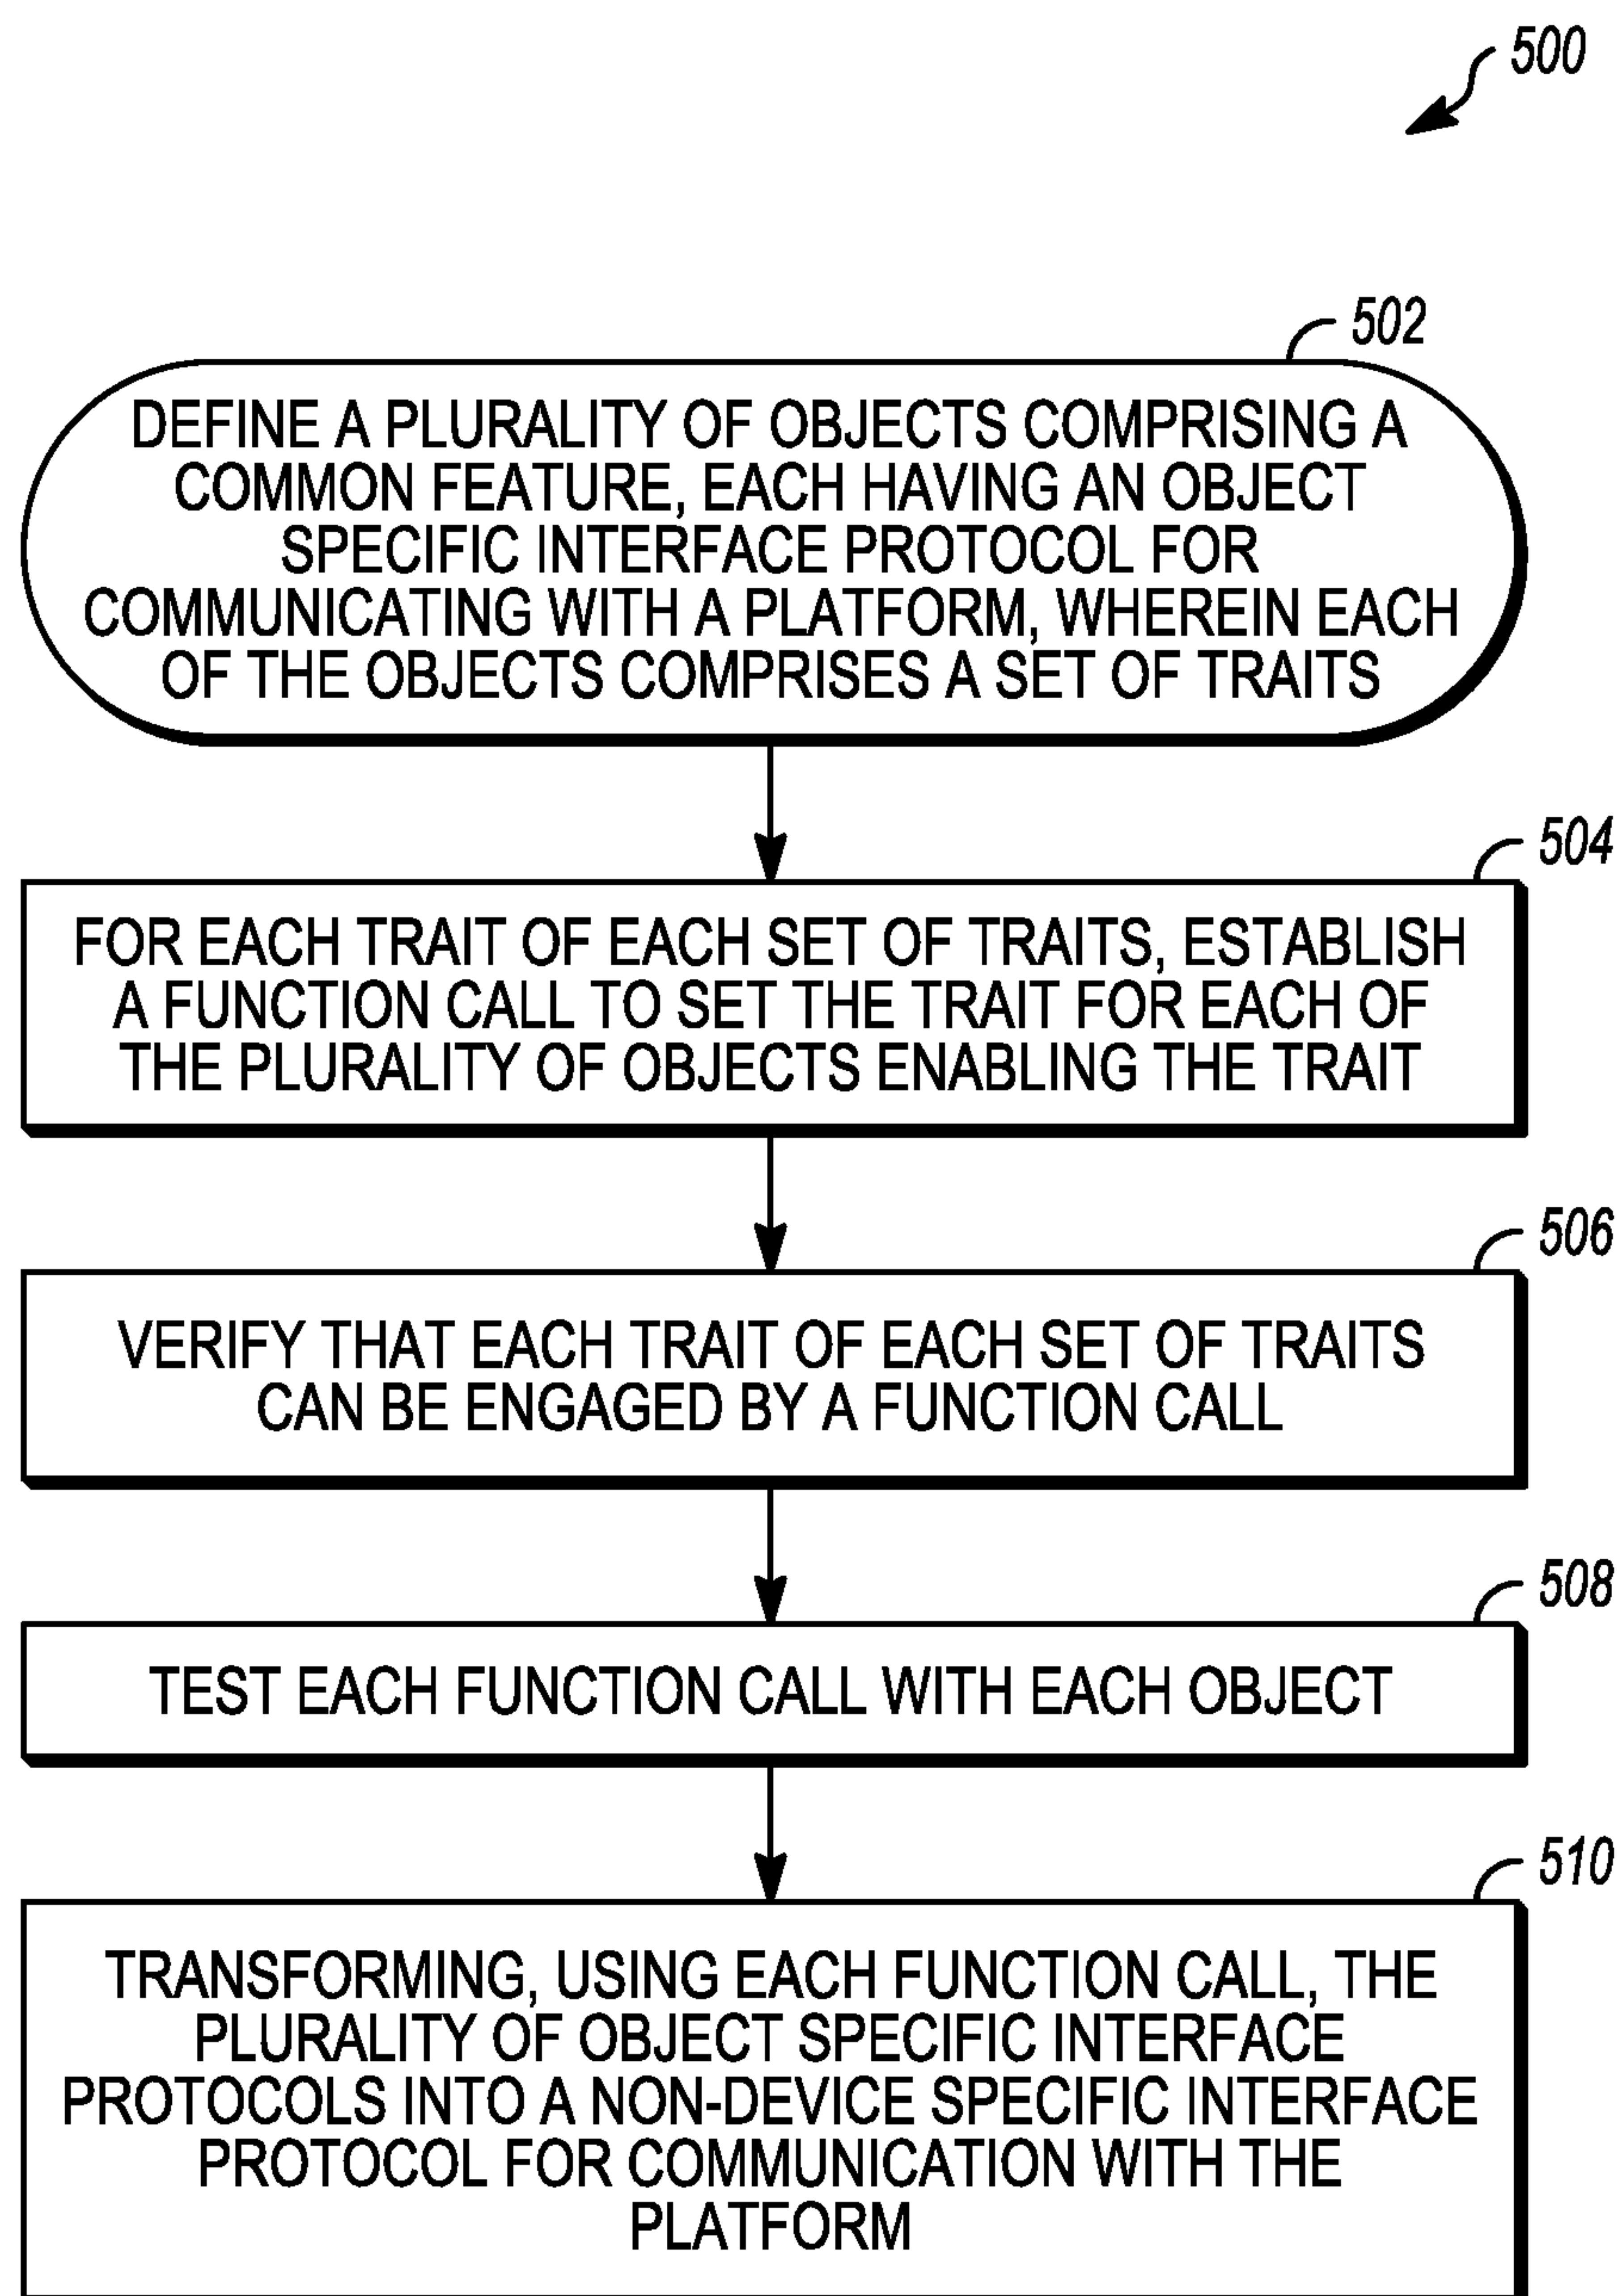 500
502
DEFINE A PLURALITY OF OBJECTS COMPRISING A
COMMON FEATURE, EACH HAVING AN OBJECT
SPECIFIC INTERFACE PROTOCOL FOR
COMMUNICATING WITH A PLATFORM, WHEREIN EACH
OF THE OBJECTS COMPRISES A SET OF TRAITS
504
FOR EACH TRAIT OF EACH SET OF TRAITS, ESTABLISH
A FUNCTION CALL TO SET THE TRAIT FOR EACH OF
THE PLURALITY OF OBJECTS ENABLING THE TRAIT
506
VERIFY THAT EACH TRAIT OF EACH SET OF TRAITS
CAN BE ENGAGED BY A FUNCTION CALL
508
TEST EACH FUNCTION CALL WITH EACH OBJECT
510
TRANSFORMING, USING EACH FUNCTION CALL, THE
PLURALITY OF OBJECT SPECIFIC INTERFACE
PROTOCOLS INTO A NON-DEVICE SPECIFIC INTERFACE
PROTOCOL FOR COMMUNICATION WITH THE
PLATFORM